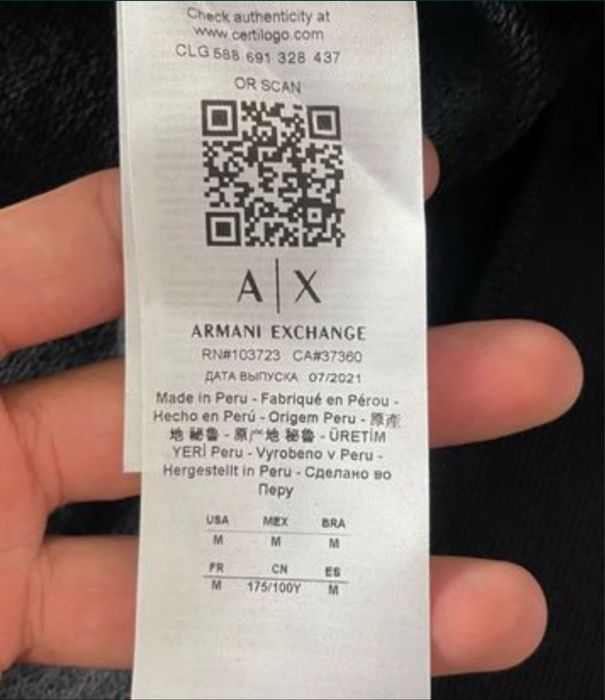 Check authenticity at
www.certilogo.com
CLG 588 691 328 437
OR SCAN
A|X
ARMANI EXCHANGE
RN#103723 CA#37360
ДАТА ВЫПУСКА 07/2021
Made in Peru - Fabriqué en Pérou -
Hecho en Perú - Origem Peru - 原產
地 秘鲁 - 原产地 秘鲁 - ÜRETİM
YERİ Peru - Vyrobeno v Peru -
Hergestellt in Peru - Сделано во
Перу
USA MEX BRA
M M M
FR CN ES
M 175/100Y M